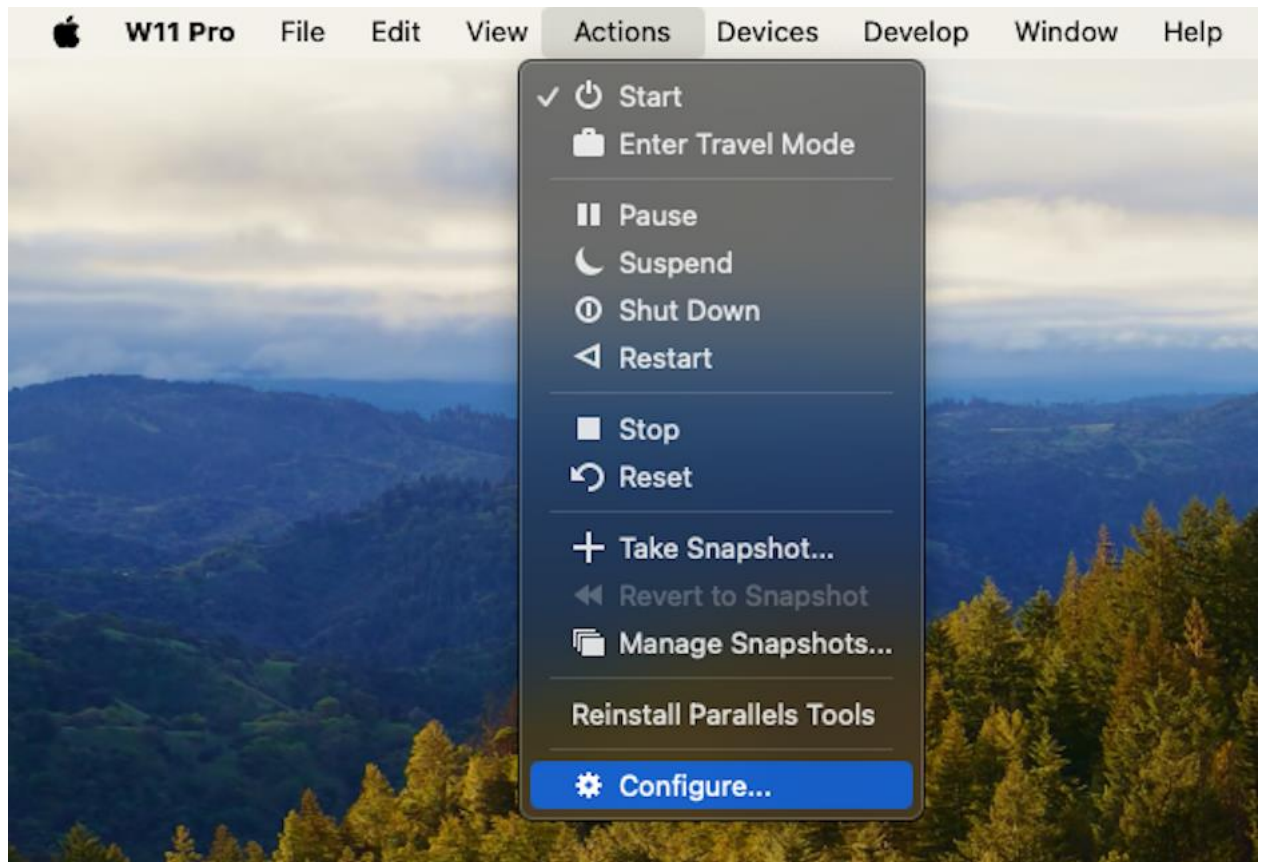 W11 Pro File Edit View Actions Devices Develop Window Help
Start
Enter Travel Mode
Pause
Suspend
Shut Down
Restart
Stop
Reset
Take Snapshot...
Revert to Snapshot
Manage Snapshots...
Reinstall Parallels Tools
Configure...